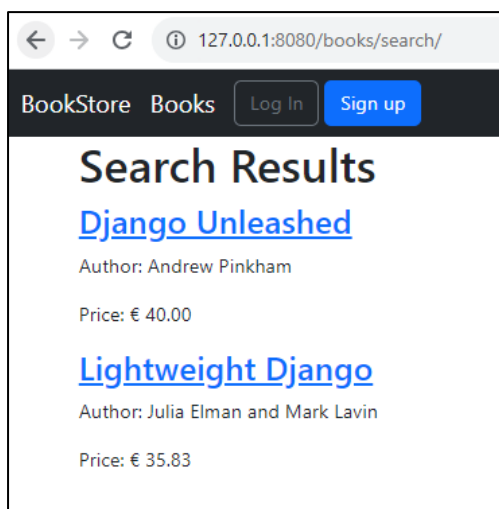 127.0.0.1:8080/books/search/
BookStore Books Log In Sign up
Search Results
Django Unleashed
Author: Andrew Pinkham
Price: € 40.00
Lightweight Django
Author: Julia Elman and Mark Lavin
Price: € 35.83